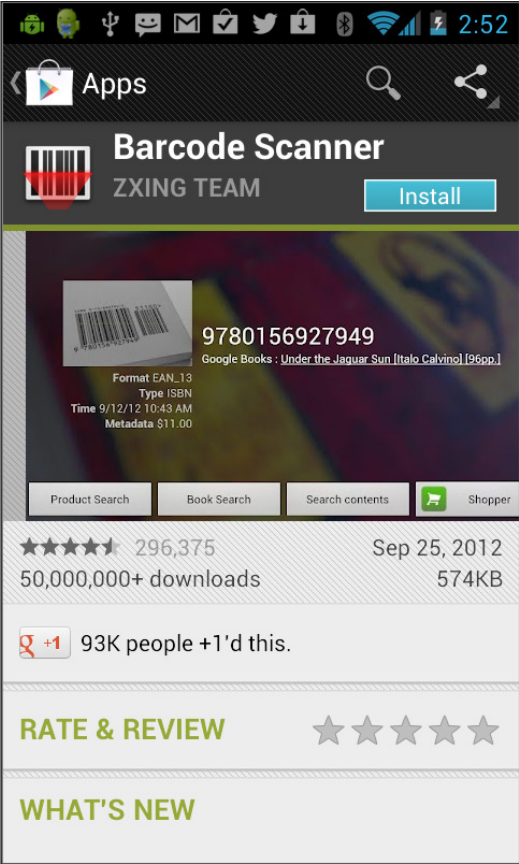 2:52
Apps
Barcode Scanner
ZXING TEAM
Install
9 780156 927949
9780156927949
Google Books : Under the Jaguar Sun [Italo Calvino] [96pp.]
Format EAN_13
Type ISBN
Time 9/12/12 10:43 AM
Metadata $11.00
Product Search
Book Search
Search contents
Shopper
296,375
Sep 25, 2012
50,000,000+ downloads
574KB
g +1
93K people +1'd this.
RATE & REVIEW
WHAT'S NEW